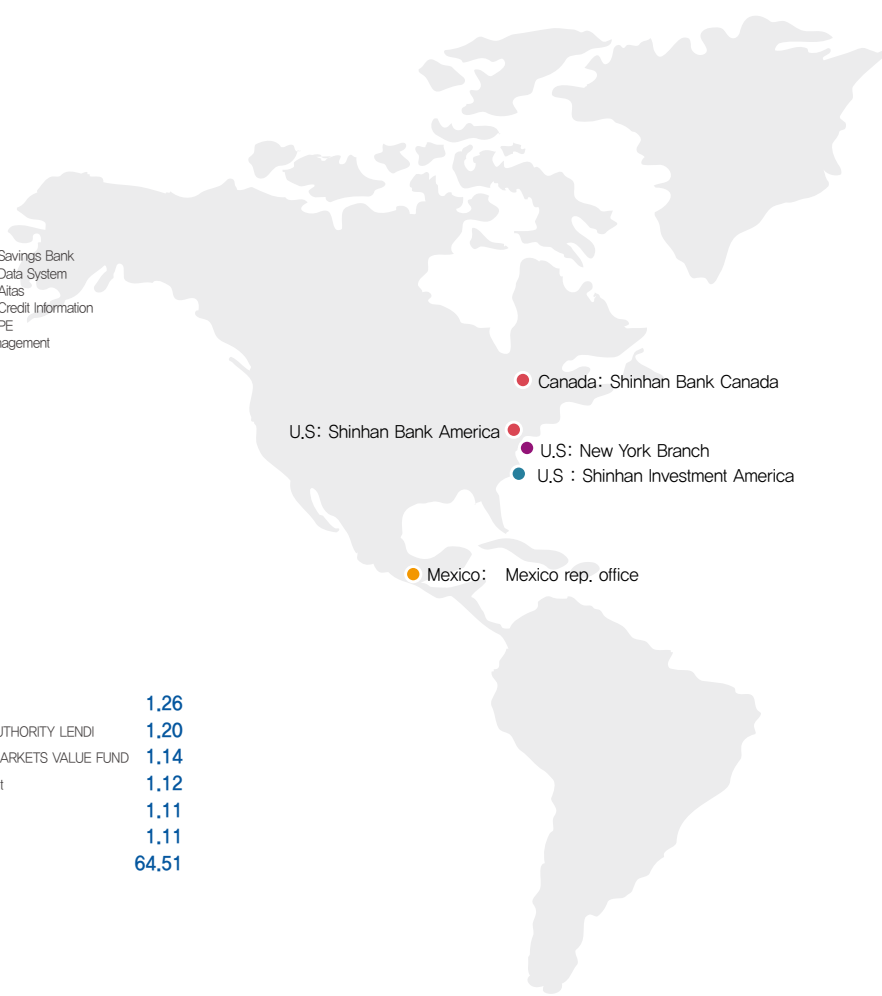 Savings Bank
Data System
Aitas
Credit Information
PE
nagement
Canada: Shinhan Bank Canada
U.S: Shinhan Bank America
U.S: New York Branch
U.S : Shinhan Investment America
Mexico: Mexico rep. office
1.26
UTHORITY LENDI 1.20
ARKETS VALUE FUND 1.14
t 1.12
1.11
1.11
64.51